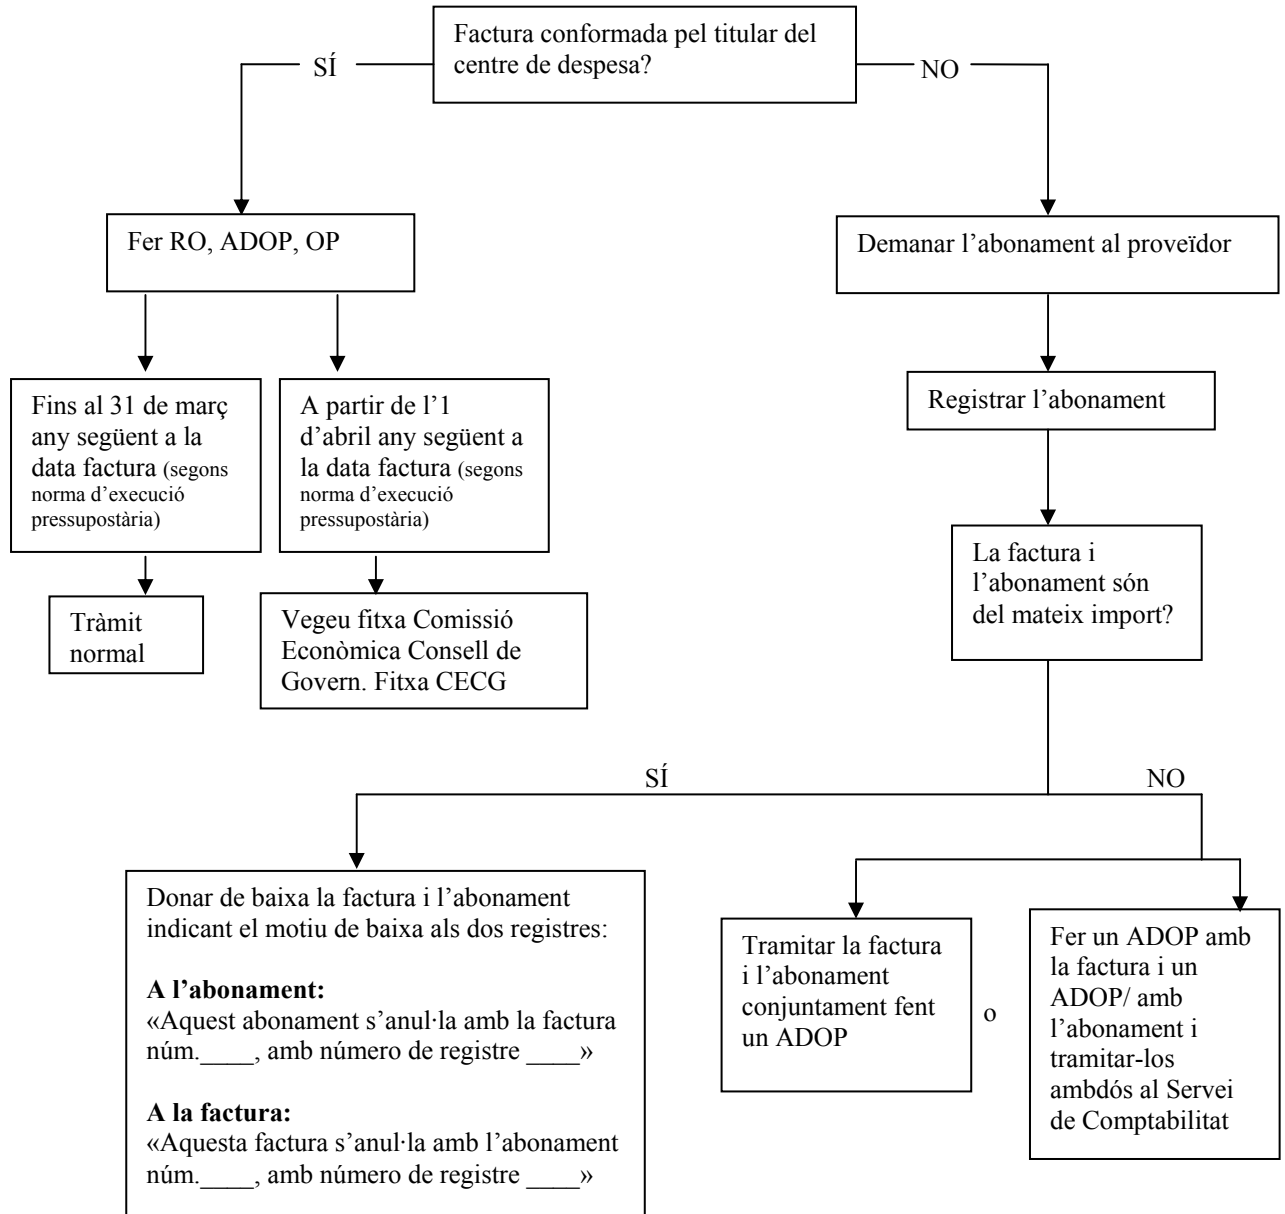 Factura conformada pel titular del
centre de despesa?
SÍ
NO
Fer RO, ADOP, OP
Demanar l’abonament al proveïdor
Fins al 31 de març
any següent a la
data factura (segons
norma d’execució
pressupostària)
A partir de l’1
d’abril any següent a
la data factura (segons
norma d’execució
pressupostària)
Registrar l’abonament
Tràmit
normal
Vegeu fitxa Comissió
Econòmica Consell de
Govern. Fitxa CECG
La factura i
l’abonament són
del mateix import?
SÍ
NO
Donar de baixa la factura i l’abonament
indicant el motiu de baixa als dos registres:
A l’abonament:
«Aquest abonament s’anul·la amb la factura
núm.____, amb número de registre ____»
A la factura:
«Aquesta factura s’anul·la amb l’abonament
núm.____, amb número de registre ____»
Tramitar la factura
i l’abonament
conjuntament fent
un ADOP
o
Fer un ADOP amb
la factura i un
ADOP/ amb
l’abonament i
tramitar-los
ambdós al Servei
de Comptabilitat